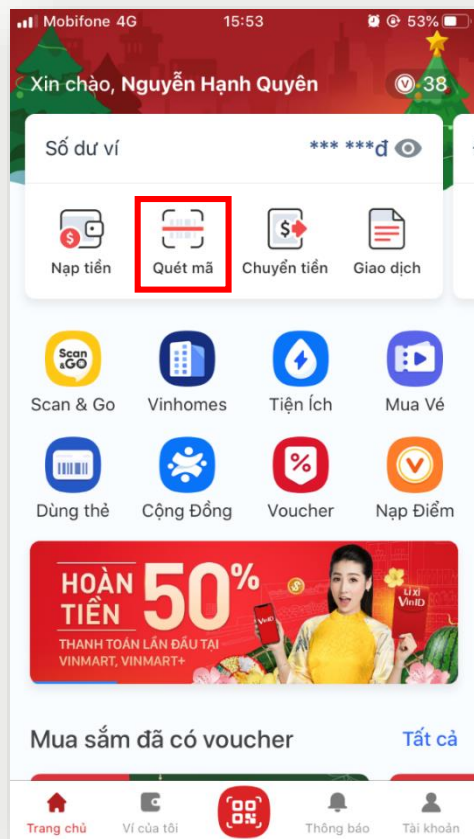 Mobifone 4G 15:53 53%
Xin chào, Nguyễn Hạnh Quyên V 38
Số dư ví *** ***đ
Nạp tiền Quét mã Chuyển tiền Giao dịch
Scan & Go Vinhomes Tiện Ích Mua Vé
Dùng thẻ Cộng Đồng Voucher Nạp Điểm
HOÀN TIỀN 50%
THANH TOÁN LẦN ĐẦU TẠI
VINMART, VINMART+
Lì xì
VinID
Mua sắm đã có voucher Tất cả
Trang chủ Ví của tôi Thông báo Tài khoản